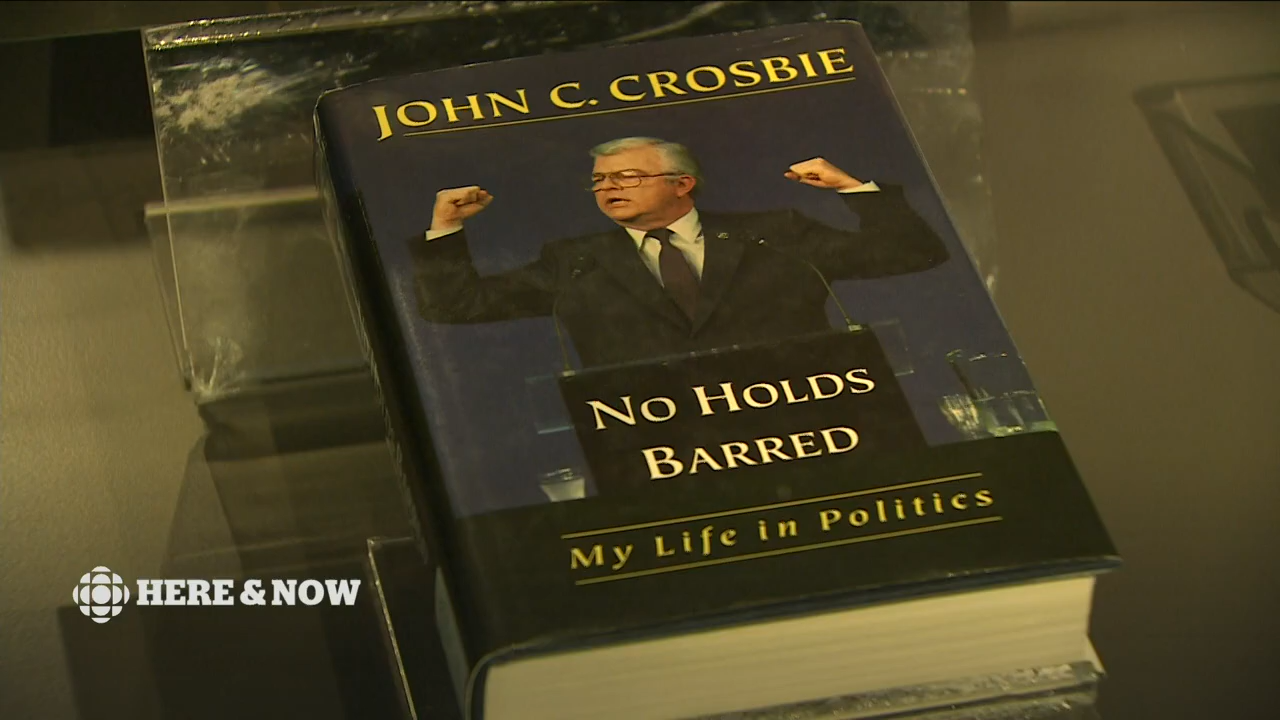 JOHN C. CROSBIE
NO HOLDS
BARRED
My Life in Politics
HERE & NOW